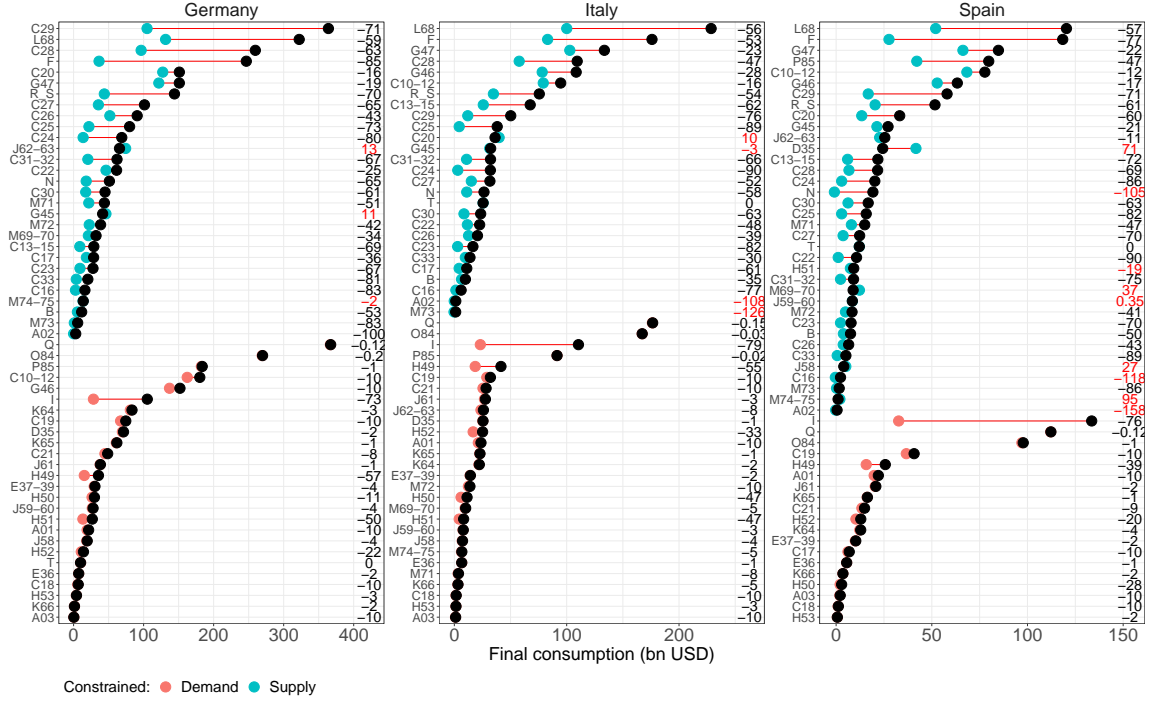 Germany
C29 −71
L68 −59
C28 −63
F −85
C20 −16
G47 −19
R_S −70
C27 −65
C26 −43
C25 −73
C24 −80
J62−63 13
C31−32 −67
C22 −25
N −65
C30 −61
M71 −51
G45 11
M72 −42
M69−70 −34
C13−15 −69
C17 −36
C23 −67
C33 −81
C16 −83
M74−75 −2
B −53
M73 −83
A02 −100
Q −0.12
O84 −0.2
P85 −1
C10−12 −10
G46 −10
I −73
K64 −3
C19 −10
D35 −2
K65 −1
C21 −8
J61 −1
H49 −57
E37−39 −4
H50 −11
J59−60 −4
H51 −50
A01 −10
J58 −4
H52 −22
T 0
E36 −2
C18 −10
H53 −3
K66 −2
A03 −10
0 100 200 300 400
Italy
L68 −56
F −53
G47 −23
C28 −47
G46 −28
C10−12 −16
R_S −54
C13−15 −62
C29 −76
C25 −89
C20 10
G45 −3
C31−32 −66
C24 −90
C27 −52
N −58
T 0
C30 −63
C22 −48
C26 −39
C23 −82
C33 −30
C17 −61
B −35
C16 −77
A02 −108
M73 −126
Q −0.15
O84 −0.03
I −79
P85 −0.02
H49 −55
C19 −10
C21 −10
J61 −3
J62−63 −8
D35 −1
H52 −33
A01 −10
K65 −1
K64 −2
E37−39 −2
M72 −10
H50 −47
M69−70 −5
H51 −47
J59−60 −3
J58 −4
M74−75 −5
E36 −1
M71 −8
K66 −5
C18 −10
H53 −3
A03 −10
0 100 200
Spain
L68 −57
F −77
G47 −22
P85 −47
C10−12 −12
G46 −17
C29 −71
R_S −61
C20 −60
G45 −21
J62−63 −11
D35 71
C13−15 −72
C28 −69
C24 −86
N −105
C30 −63
C25 −82
M71 −47
C27 −70
T 0
C22 −90
H51 −19
C31−32 −75
M69−70 37
J59−60 0.35
M72 −41
C23 −70
B −50
C26 −43
C33 −89
J58 27
C16 −118
M73 −86
M74−75 95
A02 −158
I −76
Q −0.12
O84 −1
C19 −10
H49 −39
A01 −10
J61 −2
K65 −1
C21 −9
H52 −20
K64 −4
E37−39 −2
C17 −10
E36 −1
K66 −2
H50 −28
A03 −10
C18 −10
H53 −2
0 50 100 150
Final consumption (bn USD)
Constrained: Demand Supply